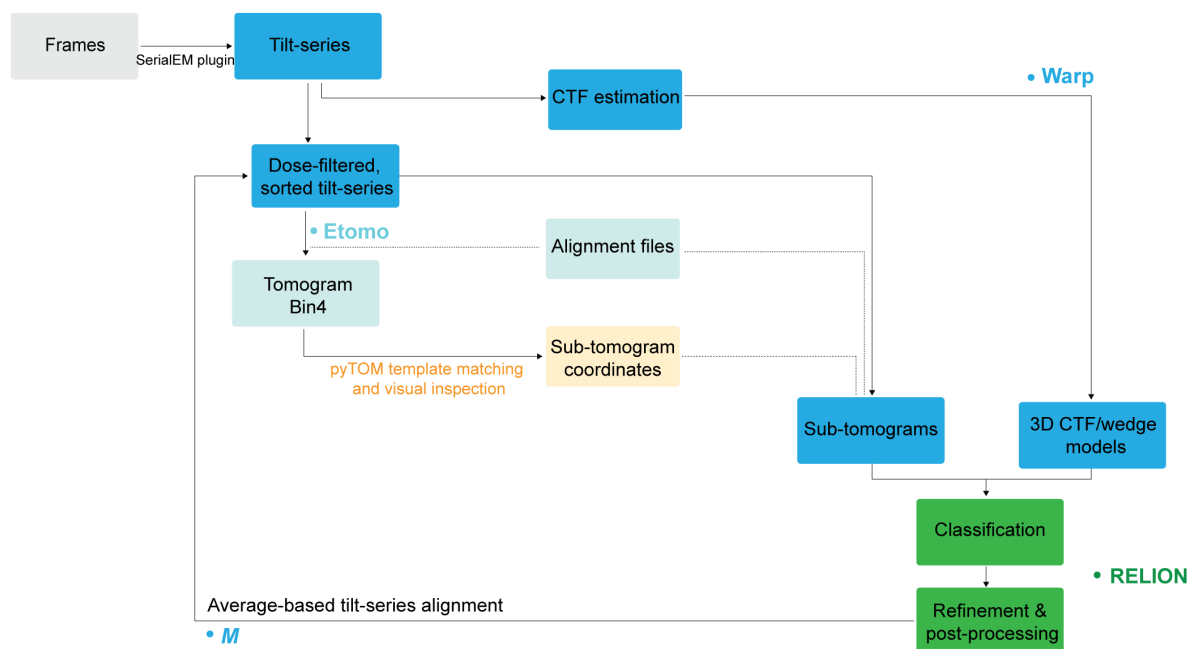 Frames
SerialEM plugin
Tilt-series
CTF estimation
• Warp
Dose-filtered,
sorted tilt-series
• Etomo
Alignment files
Tomogram
Bin4
pyTOM template matching
and visual inspection
Sub-tomogram
coordinates
Sub-tomograms
3D CTF/wedge
models
Classification
• RELION
Refinement &
post-processing
Average-based tilt-series alignment
• M